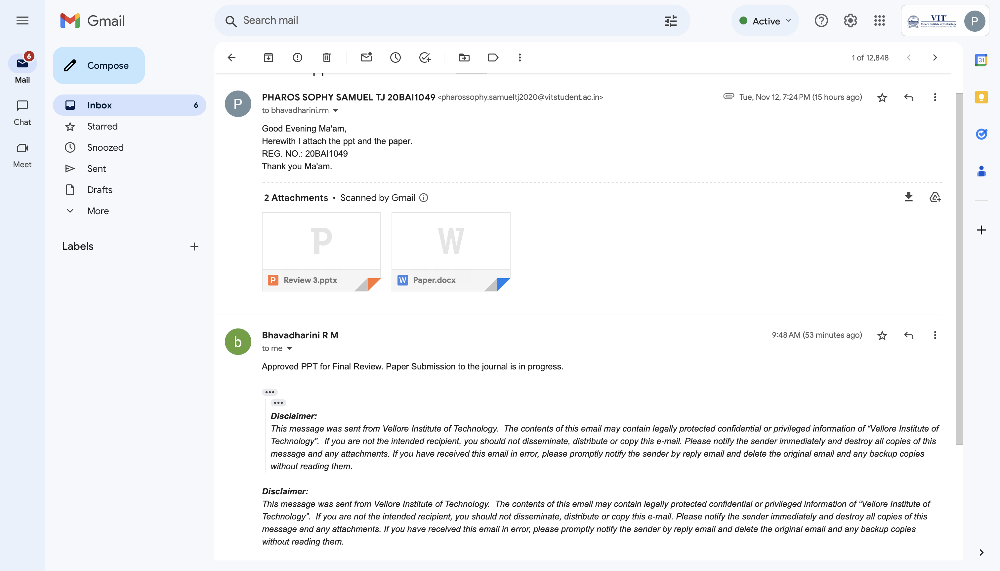 Gmail
Search mail
Active
VIT
Vellore Institute of Technology
P
6
Mail
Chat
Meet
Compose
Inbox 6
Starred
Snoozed
Sent
Drafts
More
Labels
1 of 12,848
31
P
PHAROS SOPHY SAMUEL TJ 20BAI1049 <pharossophy.samueltj2020@vitstudent.ac.in>
Tue, Nov 12, 7:24 PM (15 hours ago)
to bhavadharini.rm
Good Evening Ma'am,
Herewith I attach the ppt and the paper.
REG. NO.: 20BAI1049
Thank you Ma'am.
2 Attachments • Scanned by Gmail
P
W
P Review 3.pptx
W Paper.docx
b
Bhavadharini R M
9:48 AM (53 minutes ago)
to me
Approved PPT for Final Review. Paper Submission to the journal is in progress.
Disclaimer:
This message was sent from Vellore Institute of Technology.  The contents of this email may contain legally protected confidential or privileged information of “Vellore Institute of
Technology”.  If you are not the intended recipient, you should not disseminate, distribute or copy this e-mail. Please notify the sender immediately and destroy all copies of this
message and any attachments. If you have received this email in error, please promptly notify the sender by reply email and delete the original email and any backup copies
without reading them.
Disclaimer:
This message was sent from Vellore Institute of Technology.  The contents of this email may contain legally protected confidential or privileged information of “Vellore Institute of
Technology”.  If you are not the intended recipient, you should not disseminate, distribute or copy this e-mail. Please notify the sender immediately and destroy all copies of this
message and any attachments. If you have received this email in error, please promptly notify the sender by reply email and delete the original email and any backup copies
without reading them.